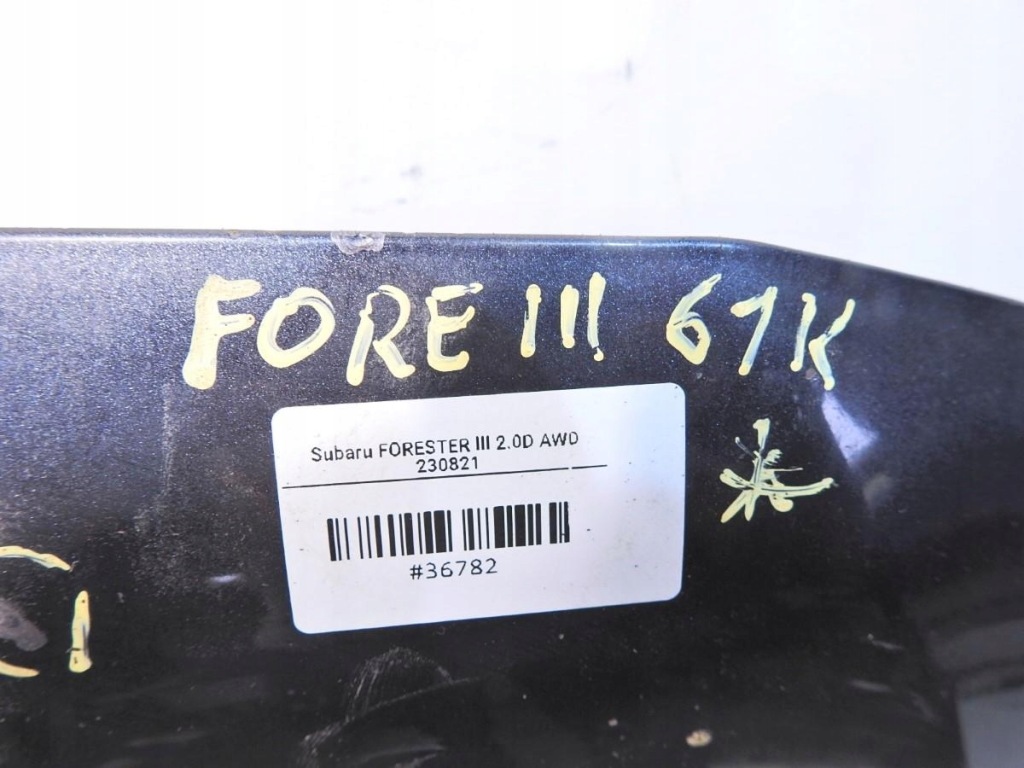 FORE III 61K
Subaru FORESTER III 2.0D AWD
230821
#36782